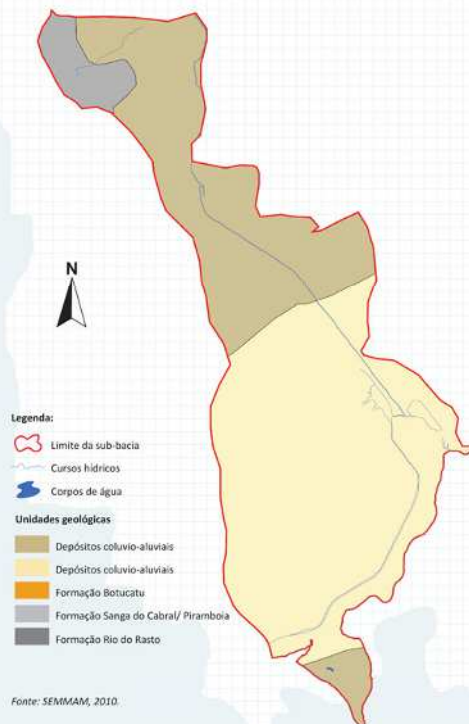 N
Legenda:
Limite da sub-bacia
Cursos hídricos
Corpos de água
Unidades geológicas
Depósitos coluvio-aluviais
Depósitos coluvio-aluviais
Formação Botucatu
Formação Sanga do Cabral/ Piramboia
Formação Rio do Rasto
Fonte: SEMMAM, 2010.